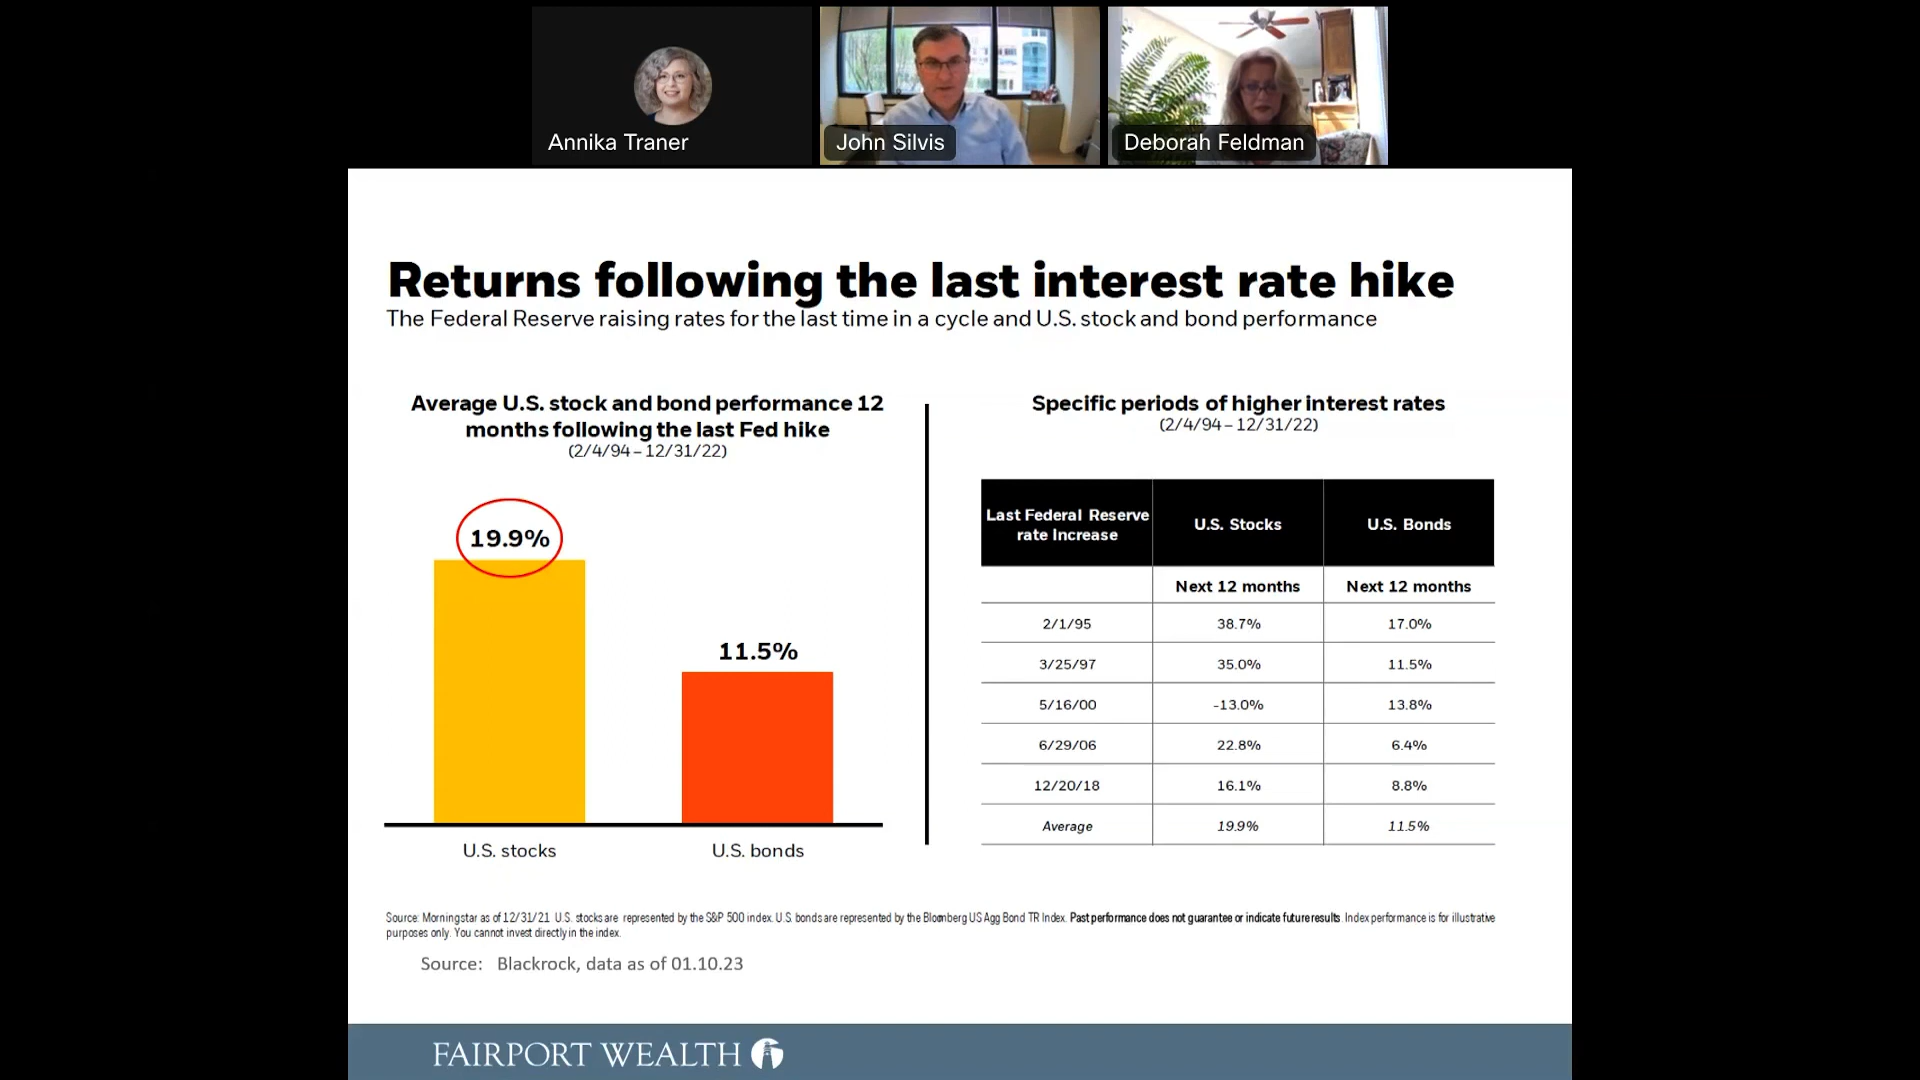 Annika Traner
John Silvis
Deborah Feldman
Returns following the last interest rate hike
The Federal Reserve raising rates for the last time in a cycle and U.S. stock and bond performance
Average U.S. stock and bond performance 12
months following the last Fed hike
(2/4/94 – 12/31/22)
19.9%
11.5%
U.S. stocks
U.S. bonds
Specific periods of higher interest rates
(2/4/94 – 12/31/22)
Last Federal Reserve
rate Increase
U.S. Stocks
U.S. Bonds
Next 12 months
Next 12 months
2/1/95 38.7% 17.0%
3/25/97 35.0% 11.5%
5/16/00 -13.0% 13.8%
6/29/06 22.8% 6.4%
12/20/18 16.1% 8.8%
Average 19.9% 11.5%
Source: Morningstar as of 12/31/21 U.S. stocks are represented by the S&P 500 index. U.S. bonds are represented by the Bloomberg US Agg Bond TR Index. Past performance does not guarantee or indicate future results. Index performance is for illustrative
purposes only. You cannot invest directly in the index.
Source: Blackrock, data as of 01.10.23
FAIRPORT WEALTH